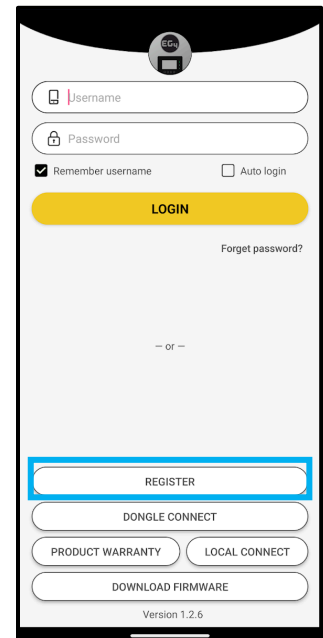 EG4
Username
Password
Remember username Auto login
LOGIN
Forget password?
— or —
REGISTER
DONGLE CONNECT
PRODUCT WARRANTY LOCAL CONNECT
DOWNLOAD FIRMWARE
Version 1.2.6